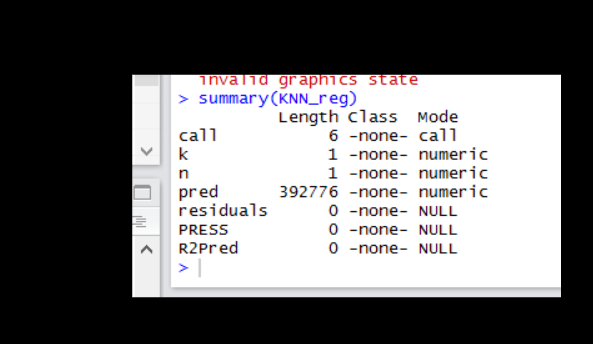 invalid graphics state
> summary(KNN_reg)
Length Class Mode
call 6 -none- call
k 1 -none- numeric
n 1 -none- numeric
pred 392776 -none- numeric
residuals 0 -none- NULL
PRESS 0 -none- NULL
R2Pred 0 -none- NULL
>